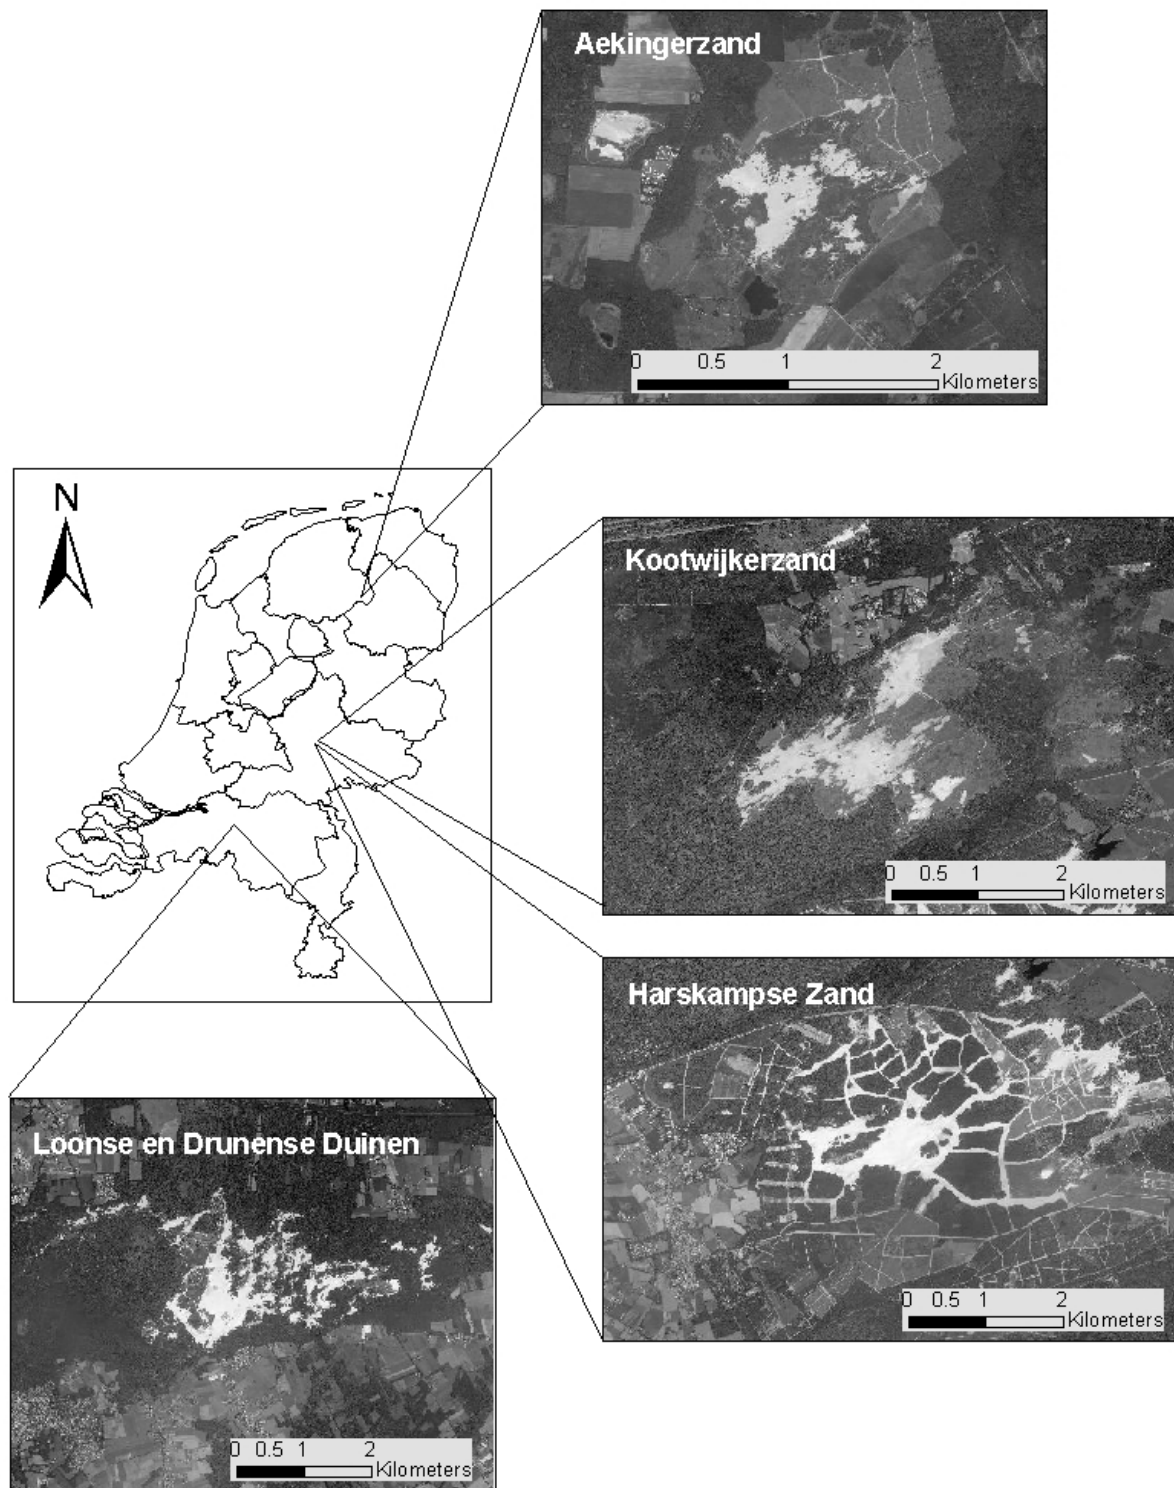 Aekingerzand
0 0.5 1 2
Kilometers
N
Kootwijkerzand
0 0.5 1 2
Kilometers
Harskampse Zand
0 0.5 1 2
Kilometers
Loonse en Drunense Duinen
0 0.5 1 2
Kilometers